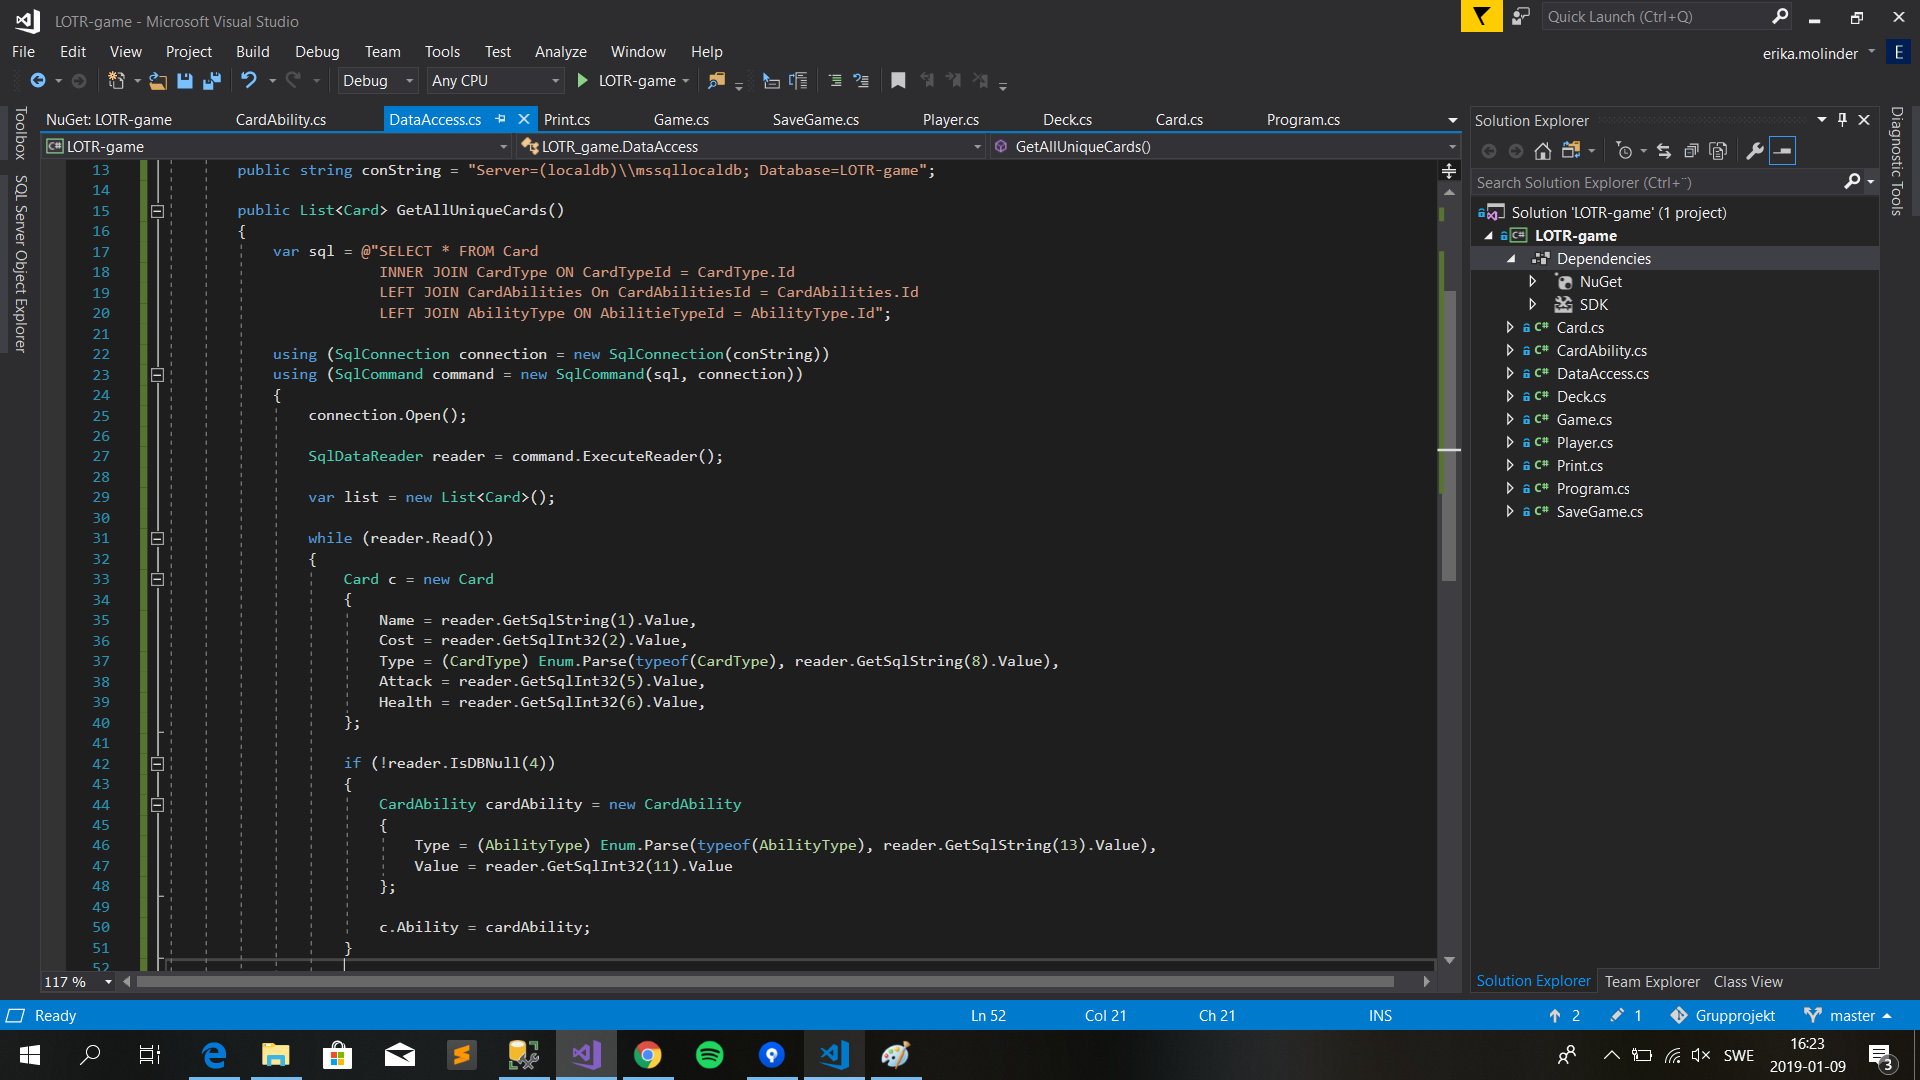 LOTR-game - Microsoft Visual Studio
Quick Launch (Ctrl+Q)
File Edit View Project Build Debug Team Tools Test Analyze Window Help
erika.molinder E
Debug Any CPU LOTR-game
NuGet: LOTR-game CardAbility.cs DataAccess.cs Print.cs Game.cs SaveGame.cs Player.cs Deck.cs Card.cs Program.cs
C# LOTR-game LOTR_game.DataAccess GetAllUniqueCards()
Toolbox
SQL Server Object Explorer
13 public string conString = "Server=(localdb)\\mssqllocaldb; Database=LOTR-game";
14
15 public List<Card> GetAllUniqueCards()
16 {
17 var sql = @"SELECT * FROM Card
18 INNER JOIN CardType ON CardTypeId = CardType.Id
19 LEFT JOIN CardAbilities On CardAbilitiesId = CardAbilities.Id
20 LEFT JOIN AbilityType ON AbilitieTypeId = AbilityType.Id";
21
22 using (SqlConnection connection = new SqlConnection(conString))
23 using (SqlCommand command = new SqlCommand(sql, connection))
24 {
25 connection.Open();
26
27 SqlDataReader reader = command.ExecuteReader();
28
29 var list = new List<Card>();
30
31 while (reader.Read())
32 {
33 Card c = new Card
34 {
35 Name = reader.GetSqlString(1).Value,
36 Cost = reader.GetSqlInt32(2).Value,
37 Type = (CardType) Enum.Parse(typeof(CardType), reader.GetSqlString(8).Value),
38 Attack = reader.GetSqlInt32(5).Value,
39 Health = reader.GetSqlInt32(6).Value,
40 };
41
42 if (!reader.IsDBNull(4))
43 {
44 CardAbility cardAbility = new CardAbility
45 {
46 Type = (AbilityType) Enum.Parse(typeof(AbilityType), reader.GetSqlString(13).Value),
47 Value = reader.GetSqlInt32(11).Value
48 };
49
50 c.Ability = cardAbility;
51 }
52
117 %
Solution Explorer
Search Solution Explorer (Ctrl+¨)
Solution 'LOTR-game' (1 project)
C# LOTR-game
Dependencies
NuGet
SDK
C# Card.cs
C# CardAbility.cs
C# DataAccess.cs
C# Deck.cs
C# Game.cs
C# Player.cs
C# Print.cs
C# Program.cs
C# SaveGame.cs
Solution Explorer Team Explorer Class View
Diagnostic Tools
Ready Ln 52 Col 21 Ch 21 INS 2 1 Grupprojekt master
SWE 16:23
2019-01-09
3